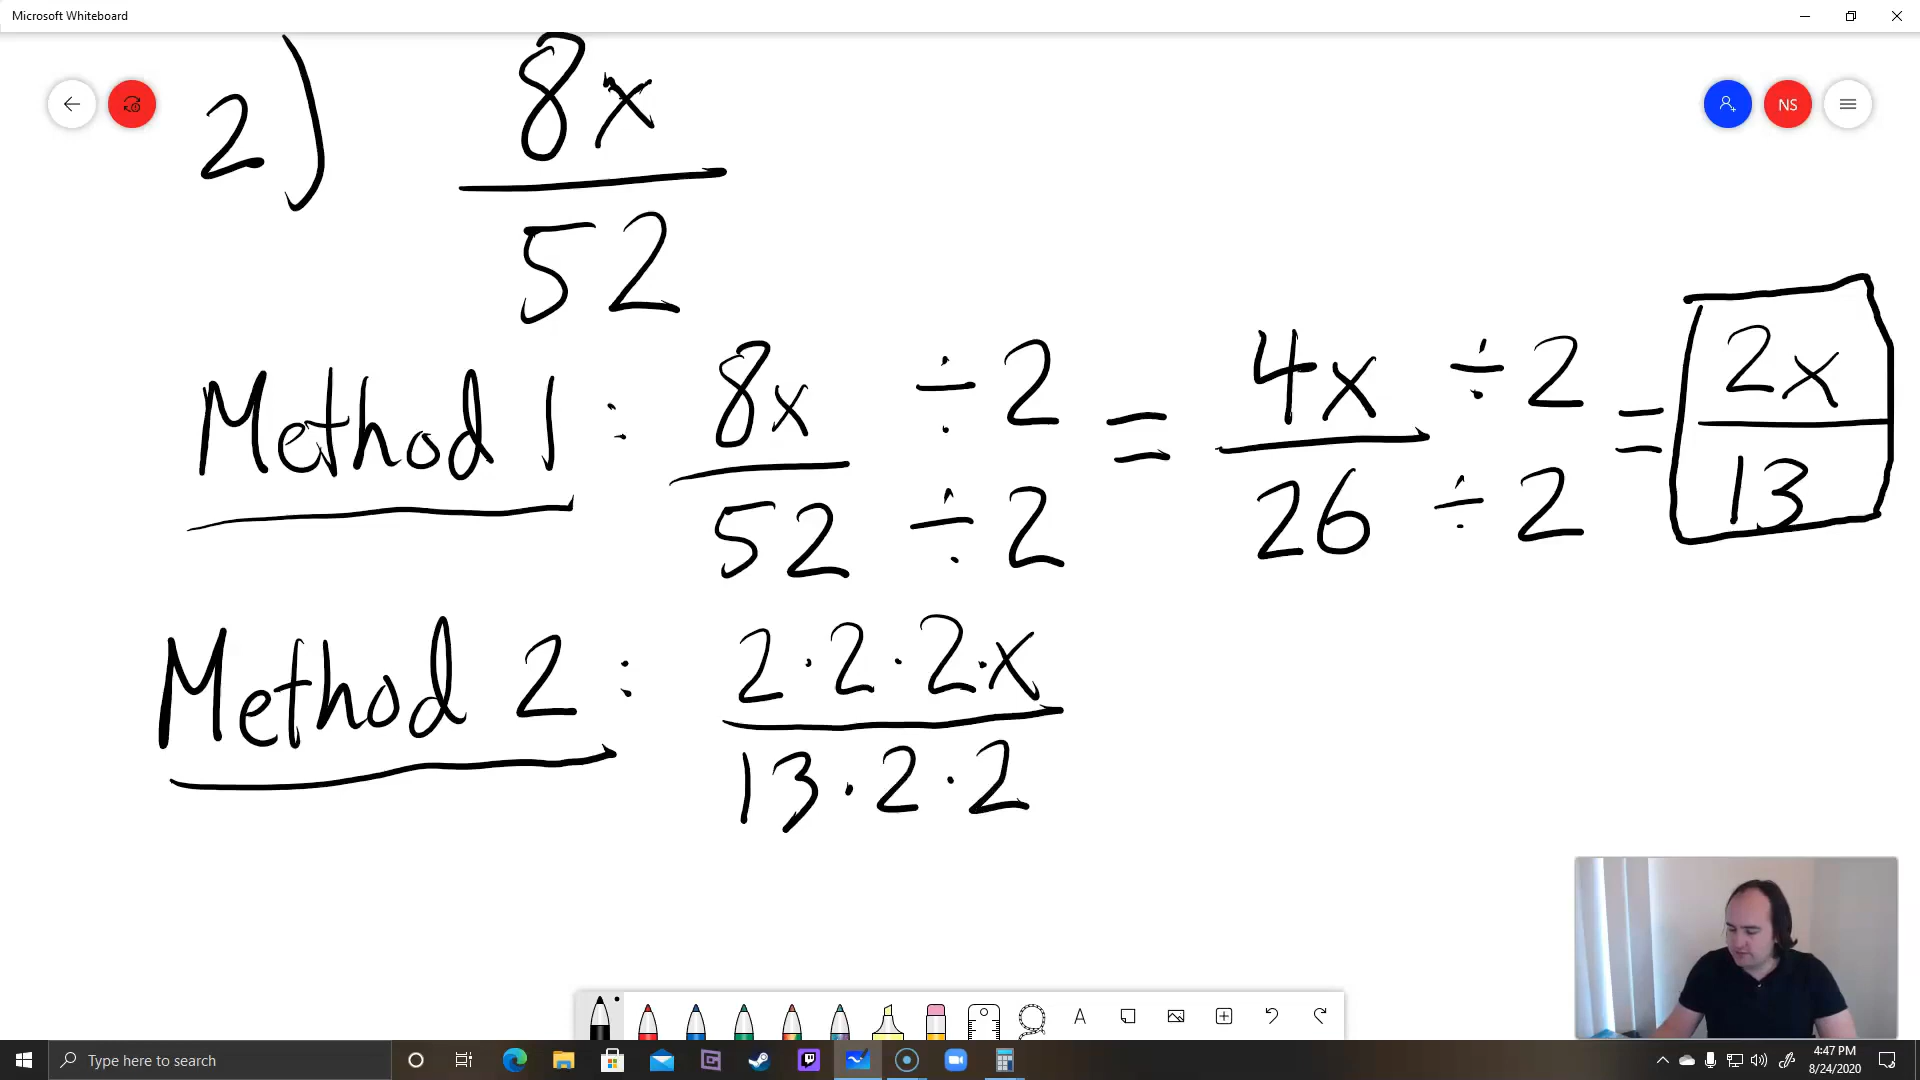 Microsoft Whiteboard
NS
2) 8x
52
Method 1: 8x ÷ 2 = 4x ÷ 2 = 2x
52 ÷ 2 26 ÷ 2 13
Method 2: 2 · 2 · 2 · x
13 · 2 · 2
A
Type here to search
4:47 PM
8/24/2020